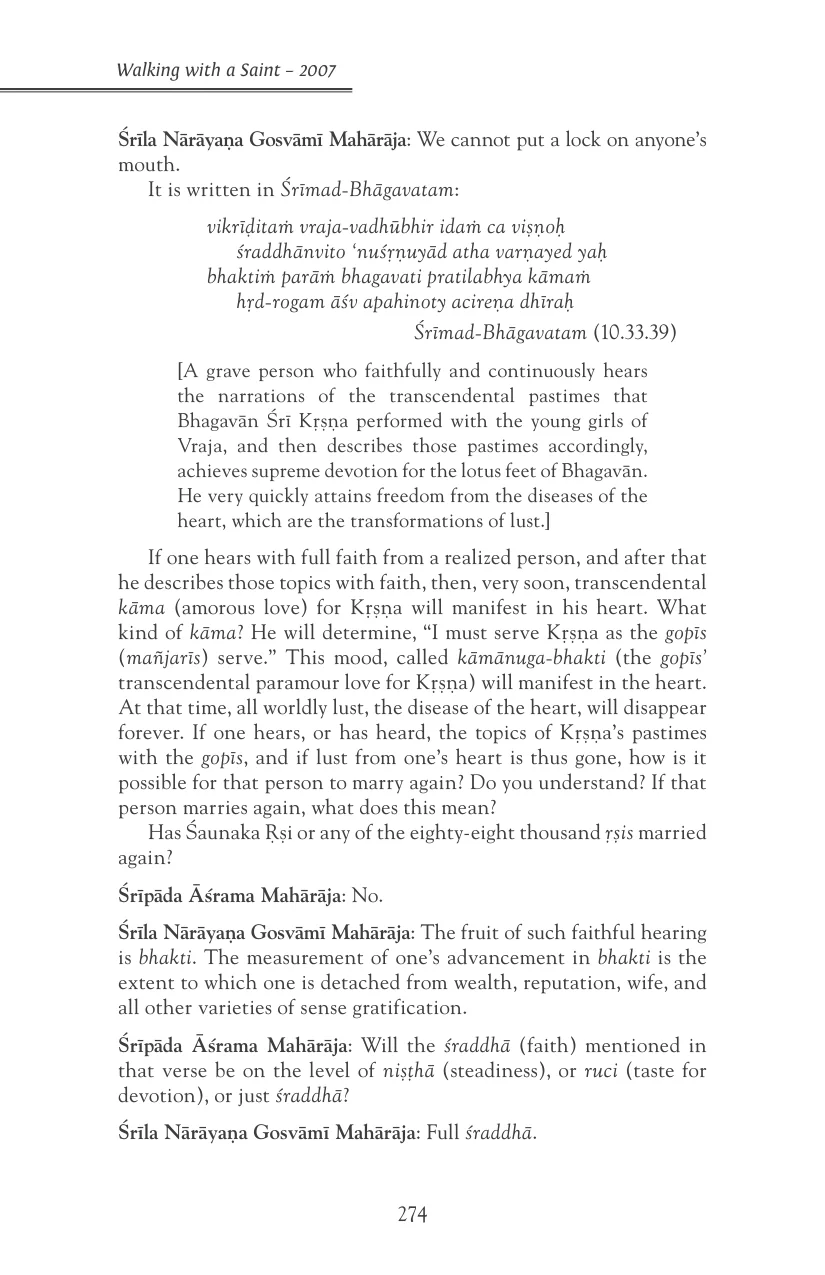 Walking with a Saint – 2007
Śrīla Nārāyaṇa Gosvāmī Mahārāja: We cannot put a lock on anyone’s
mouth.
It is written in Śrīmad-Bhāgavatam:
vikrīḍitaṁ vraja-vadhūbhir idaṁ ca viṣṇoḥ
śraddhānvito ‘nuśṛṇuyād atha varṇayed yaḥ
bhaktiṁ parāṁ bhagavati pratilabhya kāmaṁ
hṛd-rogam āśv apahinoty acireṇa dhīraḥ
Śrīmad-Bhāgavatam (10.33.39)
[A grave person who faithfully and continuously hears
the narrations of the transcendental pastimes that
Bhagavān Śrī Kṛṣṇa performed with the young girls of
Vraja, and then describes those pastimes accordingly,
achieves supreme devotion for the lotus feet of Bhagavān.
He very quickly attains freedom from the diseases of the
heart, which are the transformations of lust.]
If one hears with full faith from a realized person, and after that
he describes those topics with faith, then, very soon, transcendental
kāma (amorous love) for Kṛṣṇa will manifest in his heart. What
kind of kāma? He will determine, “I must serve Kṛṣṇa as the gopīs
(mañjarīs) serve.” This mood, called kāmānuga-bhakti (the gopīs’
transcendental paramour love for Kṛṣṇa) will manifest in the heart.
At that time, all worldly lust, the disease of the heart, will disappear
forever. If one hears, or has heard, the topics of Kṛṣṇa’s pastimes
with the gopīs, and if lust from one’s heart is thus gone, how is it
possible for that person to marry again? Do you understand? If that
person marries again, what does this mean?
Has Śaunaka Ṛṣi or any of the eighty-eight thousand ṛṣis married
again?
Śrīpāda Āśrama Mahārāja: No.
Śrīla Nārāyaṇa Gosvāmī Mahārāja: The fruit of such faithful hearing
is bhakti. The measurement of one’s advancement in bhakti is the
extent to which one is detached from wealth, reputation, wife, and
all other varieties of sense gratification.
Śrīpāda Āśrama Mahārāja: Will the śraddhā (faith) mentioned in
that verse be on the level of niṣṭhā (steadiness), or ruci (taste for
devotion), or just śraddhā?
Śrīla Nārāyaṇa Gosvāmī Mahārāja: Full śraddhā.
274